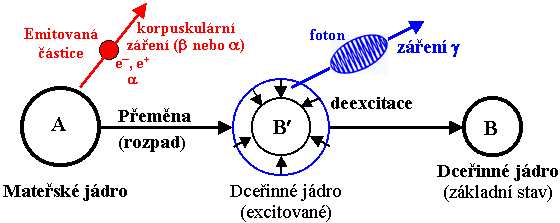 Emitovaná
částice
korpuskulární
záření (β nebo α)
e⁻, e⁺
α
foton
záření γ
A
Přeměna
(rozpad)
B′
deexcitace
B
Mateřské jádro
Dceřinné jádro
(excitované)
Dceřinné jádro
(základní stav)